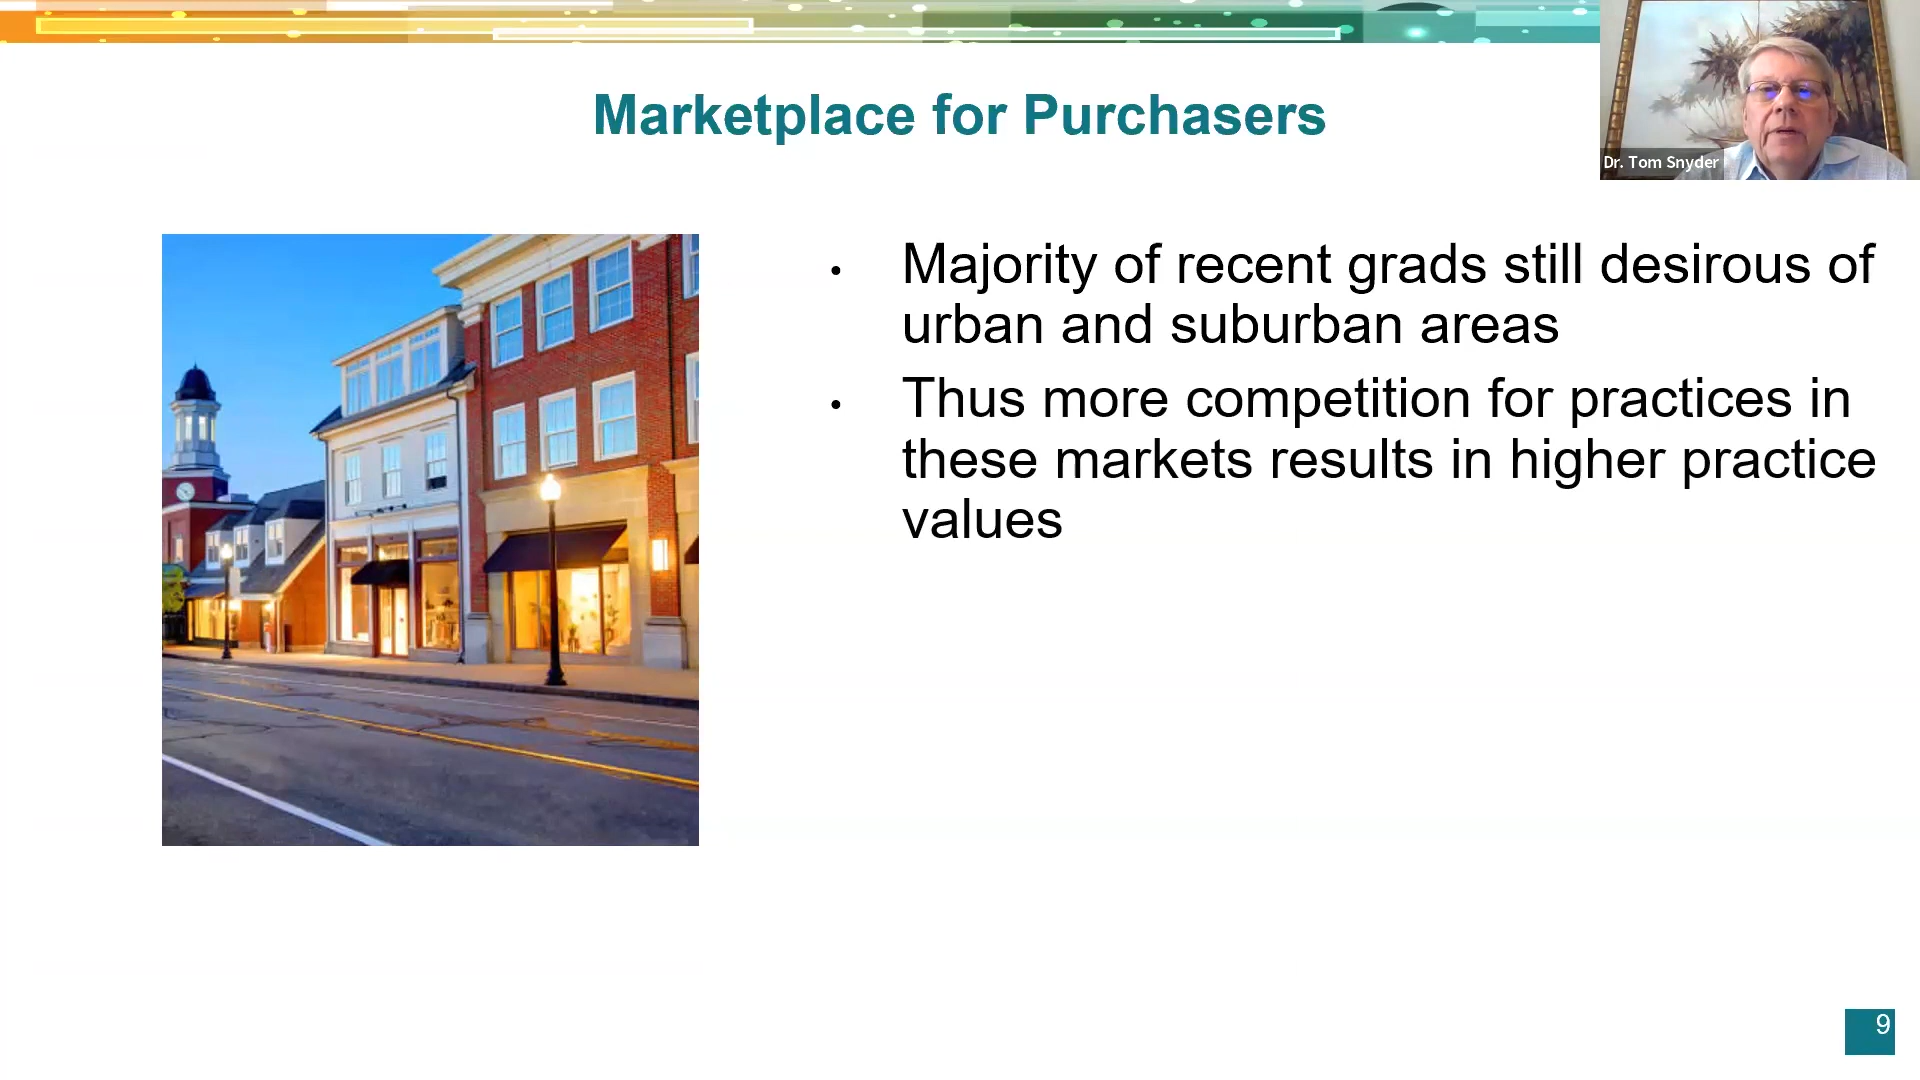 Marketplace for Purchasers
Dr. Tom Snyder
• Majority of recent grads still desirous of
urban and suburban areas
• Thus more competition for practices in
these markets results in higher practice
values
9